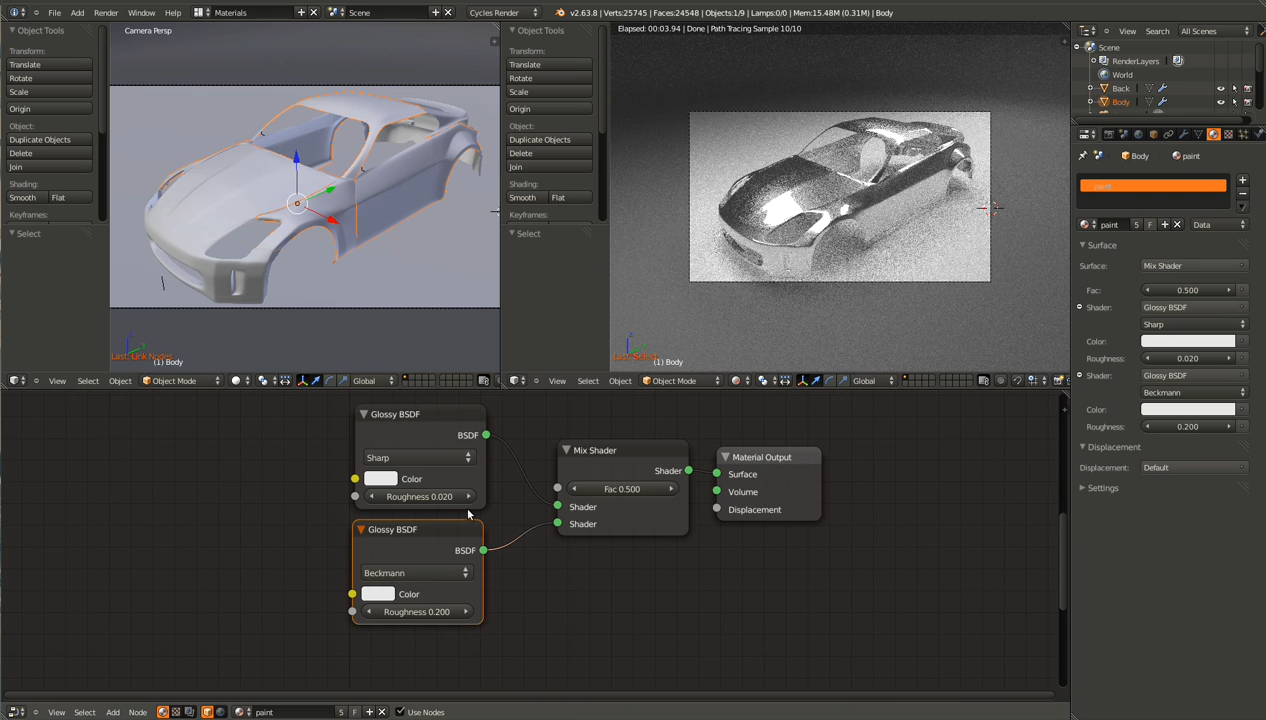 File Add Render Window Help Materials Scene Cycles Render v2.63.8 | Verts:25745 | Faces:24548 | Objects:1/9 | Lamps:0/0 | Mem:15.48M (0.31M) | Body
Object Tools
Transform:
Translate
Rotate
Scale
Origin
Object:
Duplicate Objects
Delete
Join
Shading:
Smooth Flat
Keyframes:
Select
Camera Persp
Last: Link Nodes
(1) Body
View Select Object Object Mode Global
Object Tools
Transform:
Translate
Rotate
Scale
Origin
Object:
Duplicate Objects
Delete
Join
Shading:
Smooth Flat
Keyframes:
Select
Elapsed: 00:03.94 | Done | Path Tracing Sample 10/10
Last: Select
(1) Body
View Select Object Object Mode Global
View Search All Scenes
Scene
RenderLayers
World
Back
Body
Body paint
paint
paint 5 F Data
Surface
Surface: Mix Shader
Fac: 0.500
Shader: Glossy BSDF
Sharp
Color:
Roughness: 0.020
Shader: Glossy BSDF
Beckmann
Color:
Roughness: 0.200
Displacement
Displacement: Default
Settings
Glossy BSDF
BSDF
Sharp
Color
Roughness 0.020
Glossy BSDF
BSDF
Beckmann
Color
Roughness 0.200
Mix Shader
Shader
Fac 0.500
Shader
Shader
Material Output
Surface
Volume
Displacement
View Select Add Node paint 5 F Use Nodes